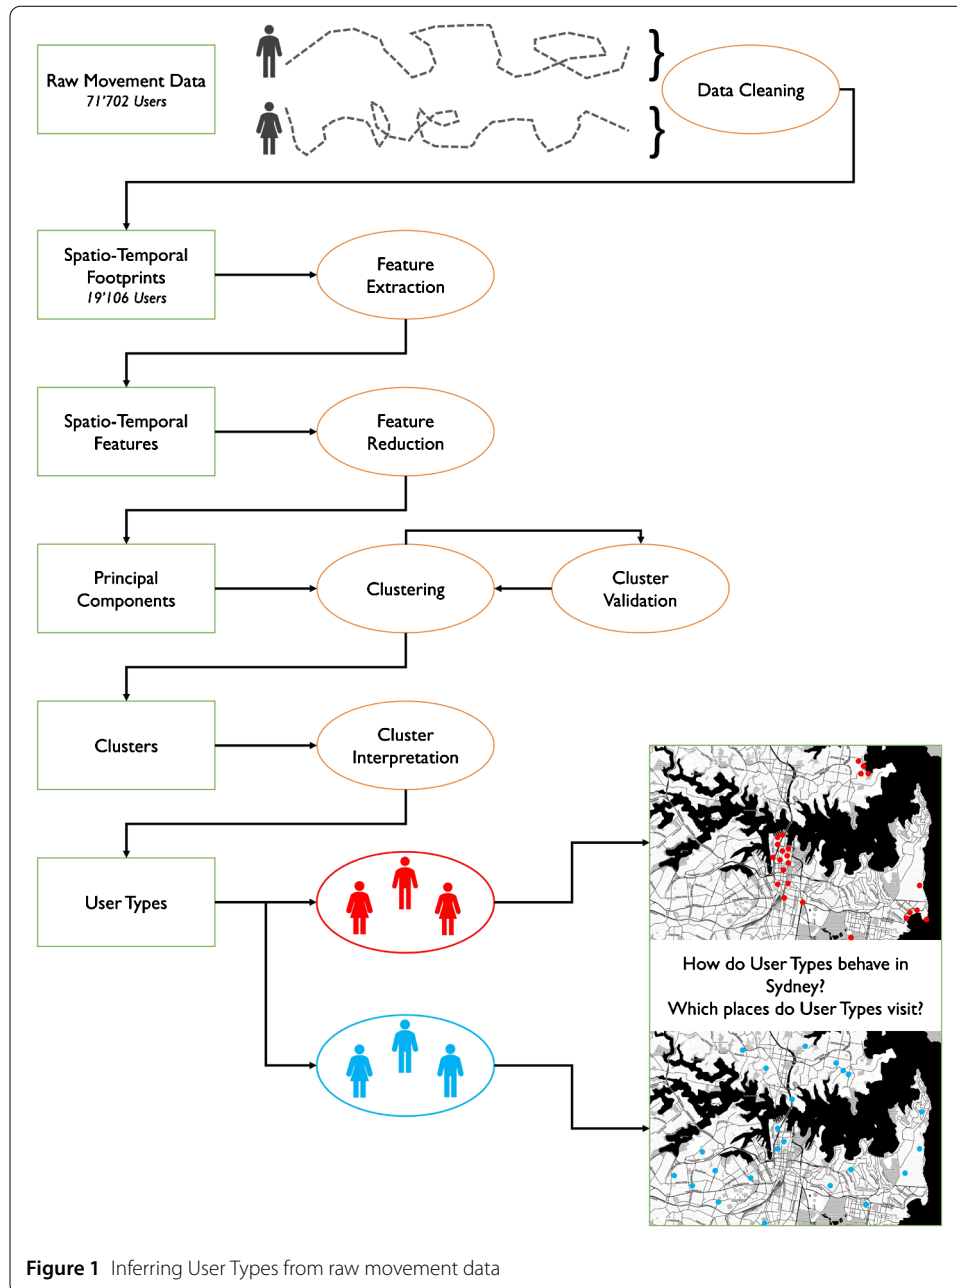 Raw Movement Data
71'702 Users
Data Cleaning
Spatio-Temporal
Footprints
19'106 Users
Feature
Extraction
Spatio-Temporal
Features
Feature
Reduction
Principal
Components
Clustering
Cluster
Validation
Clusters
Cluster
Interpretation
User Types
How do User Types behave in
Sydney?
Which places do User Types visit?
Figure 1 Inferring User Types from raw movement data